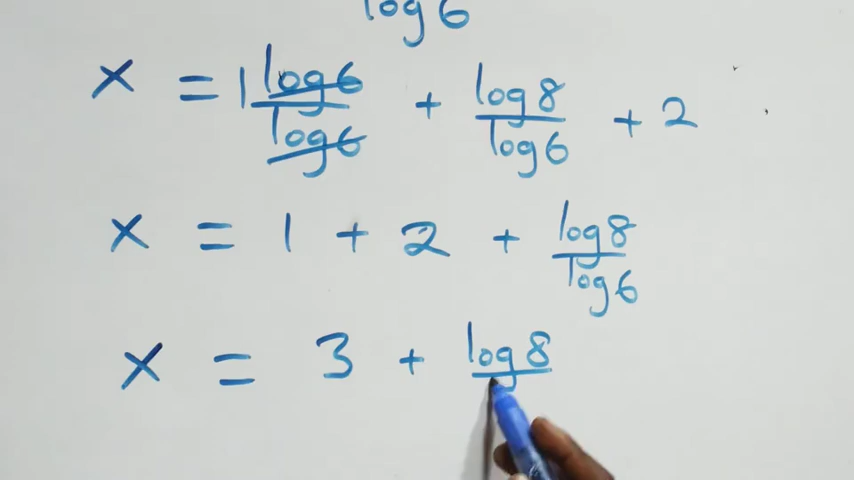 log 6
x = 1 log6/log6 + log8/log6 + 2
x = 1 + 2 + log8/log6
x = 3 + log8/